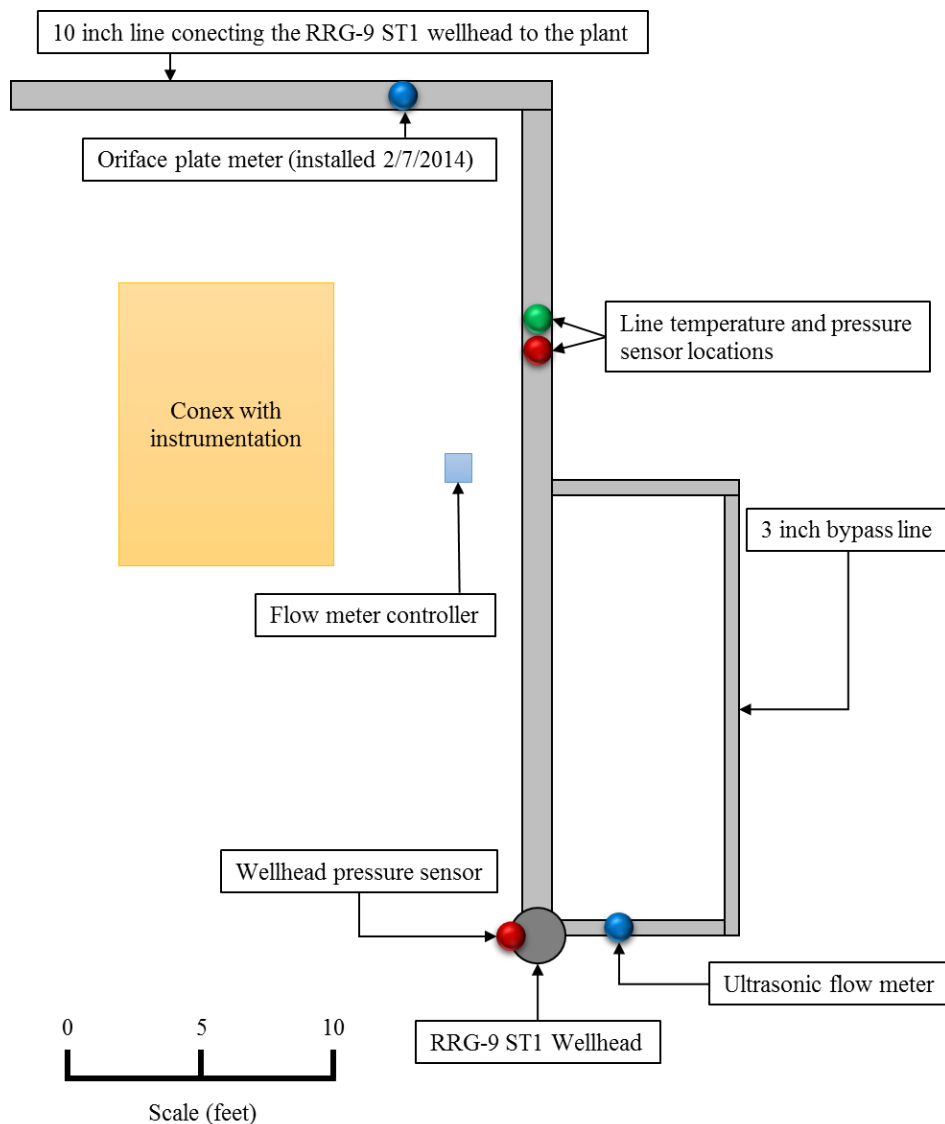 10 inch line conecting the RRG-9 ST1 wellhead to the plant
Oriface plate meter (installed 2/7/2014)
Line temperature and pressure
sensor locations
Conex with
instrumentation
3 inch bypass line
Flow meter controller
Wellhead pressure sensor
Ultrasonic flow meter
RRG-9 ST1 Wellhead
0 5 10
Scale (feet)